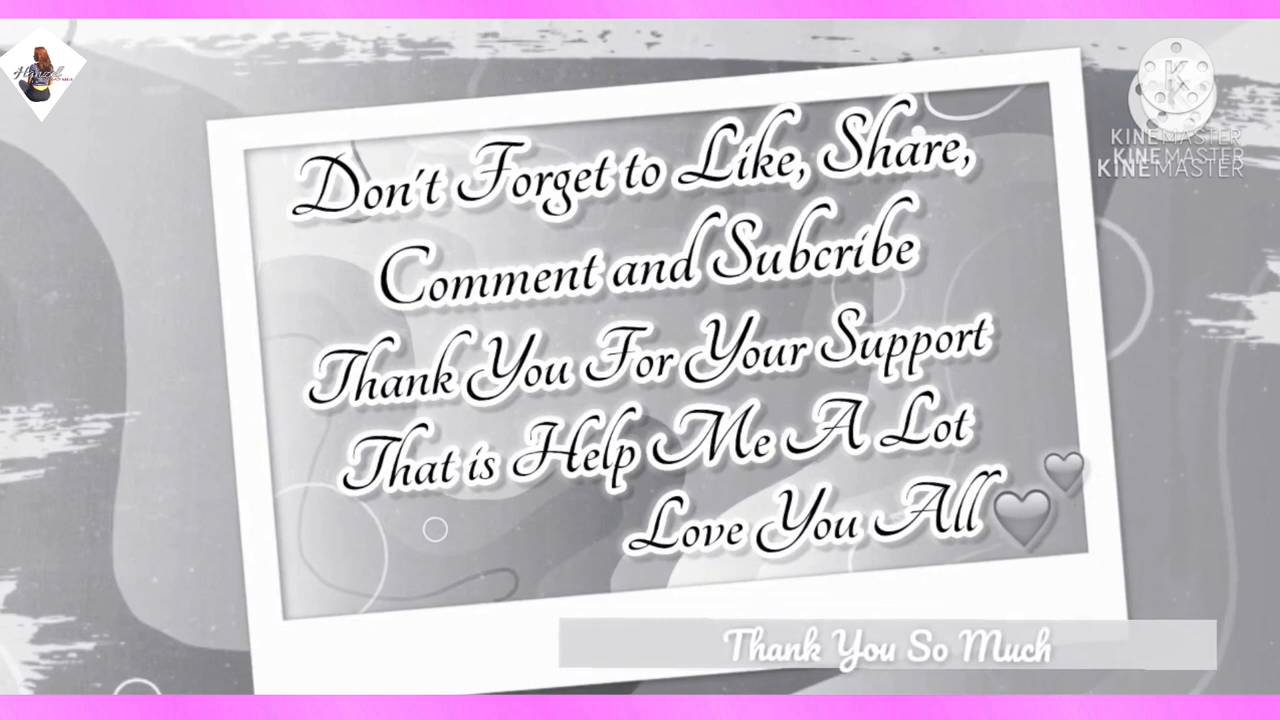 Don't Forget to Like, Share,
Comment and Subcribe
Thank You For Your Support
That is Help Me A Lot
Love You All
Thank You So Much
KINEMASTER
KINEMASTER
KINEMASTER